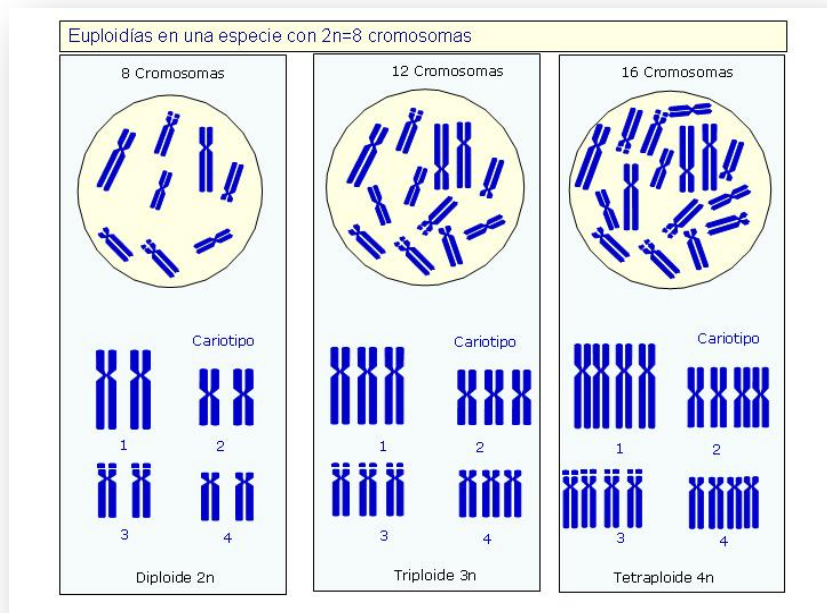 Euploidías en una especie con 2n=8 cromosomas
8 Cromosomas
Cariotipo
1
2
3
4
Diploide 2n
12 Cromosomas
Cariotipo
1
2
3
4
Triploide 3n
16 Cromosomas
Cariotipo
1
2
3
4
Tetraploide 4n